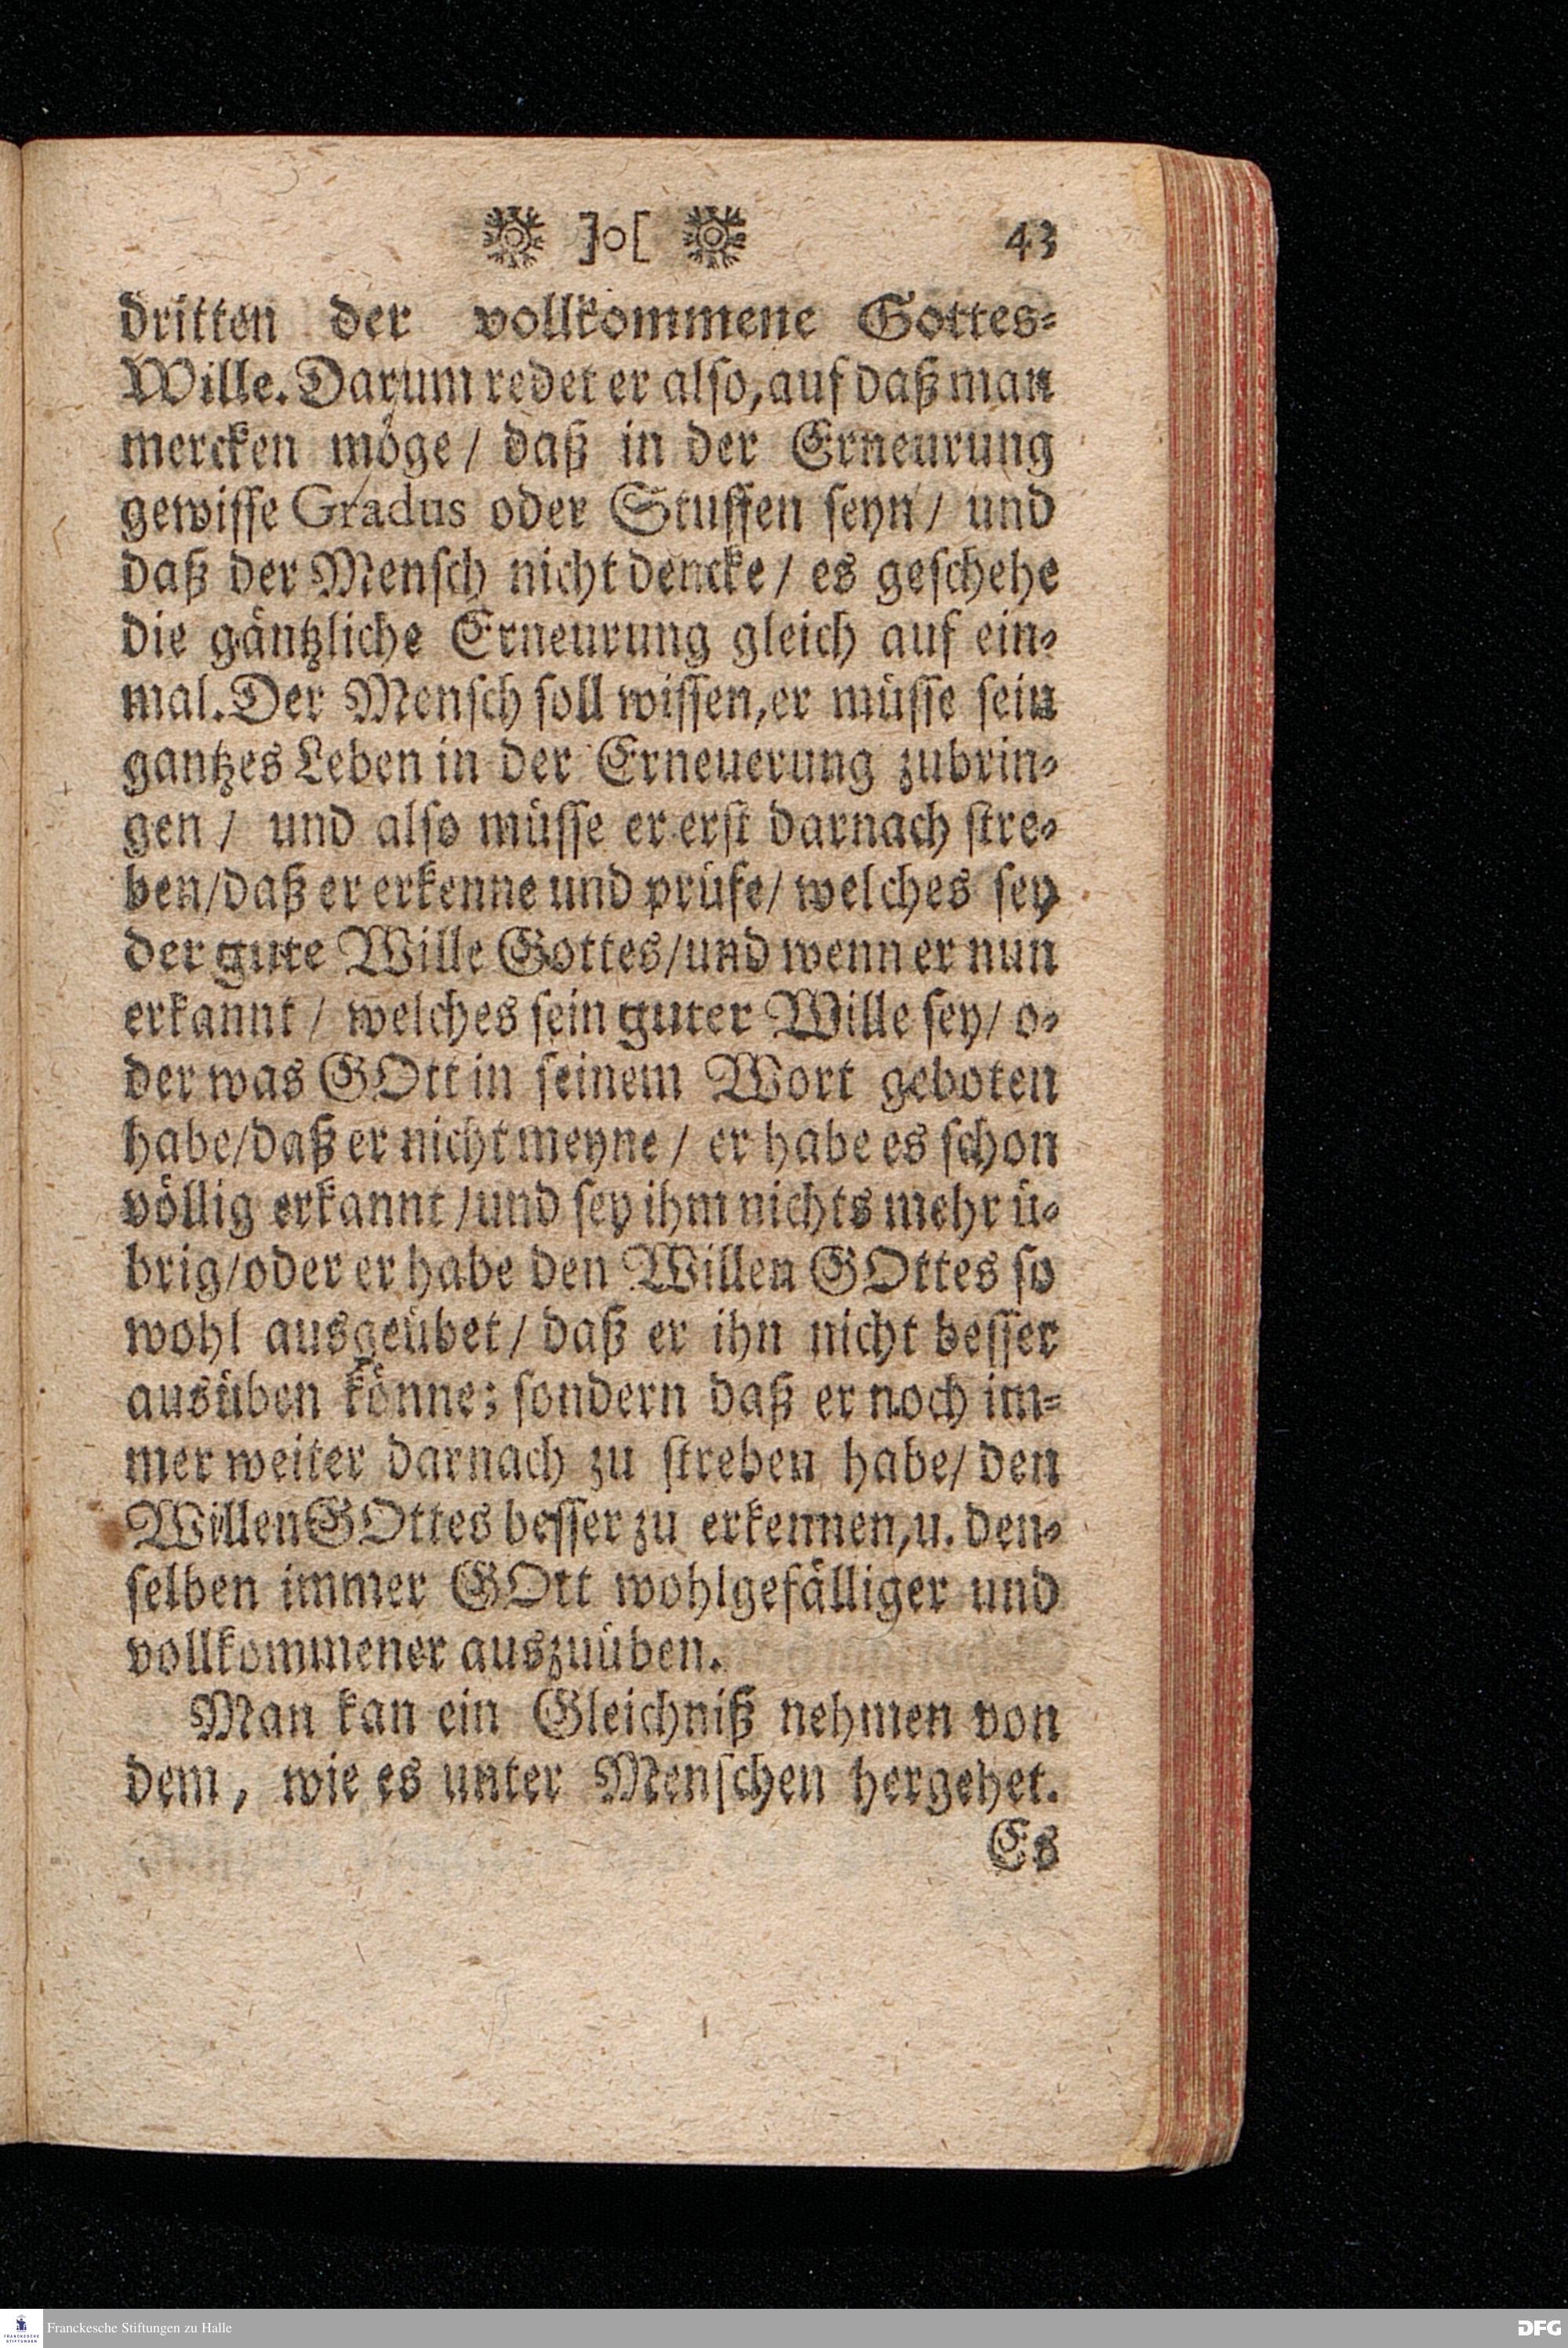 ]o[ 43
dritten der vollkommene Gottes-
Wille. Darum redet er also, auf daß man
mercken möge / daß in der Erneurung
gewisse Gradus oder Stuffen seyn / und
daß der Mensch nicht dencke / es geschehe
die gäntzliche Erneurung gleich auf ein-
mal. Der Mensch soll wissen, er müsse sein
gantzes Leben in der Erneuerung zubrin-
gen / und also müsse er erst darnach stre-
ben/daß er erkenne und prüfe/ welches sey
der gute Wille Gottes/und wenn er nun
erkannt / welches sein guter Wille sey/ o-
der was GOtt in seinem Wort geboten
habe/daß er nicht meyne / er habe es schon
völlig erkannt /und sey ihm nichts mehr ü-
brig/oder er habe den Willen GOttes so
wohl ausgeübet / daß er ihn nicht besser
ausüben könne; sondern daß er noch im-
mer weiter darnach zu streben habe/ den
Willen GOttes besser zu erkennen, u. den-
selben immer GOtt wohlgefälliger und
vollkommener auszuüben.
Man kan ein Gleichniß nehmen von
dem, wie es unter Menschen hergehet.
Es
Franckesche Stiftungen zu Halle
DFG